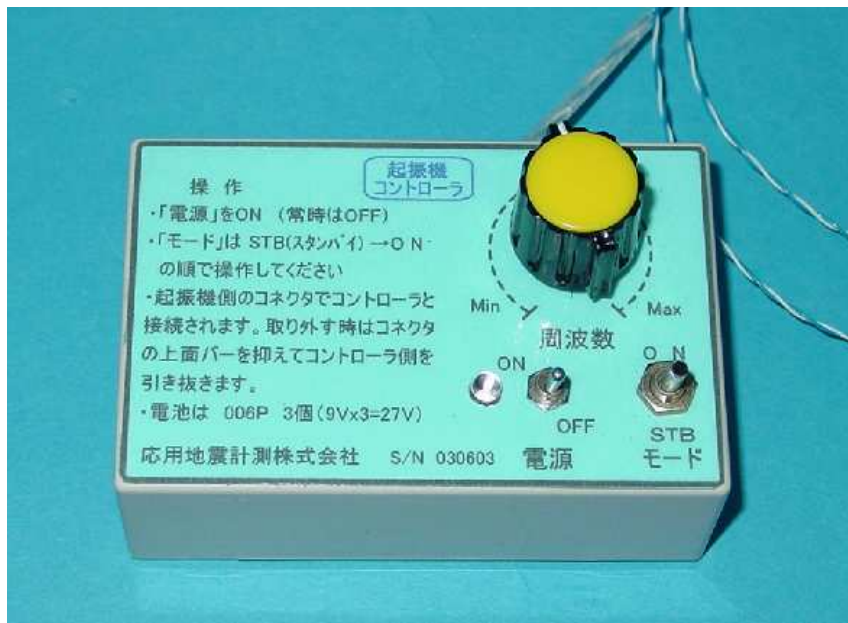 起振機
コントローラ
操 作
・「電源」をON (常時はOFF)
・「モード」は STB(スタンバイ)→ON
の順で操作してください
・起振機側のコネクタでコントローラと
接続されます。取り外す時はコネクタ
の上面バーを抑えてコントローラ側を
引き抜きます。
・電池は 006P 3個(9Vx3=27V)
応用地震計測株式会社 S/N 030603
Min
Max
周波数
ON
OFF
電源
ON
STB
モード